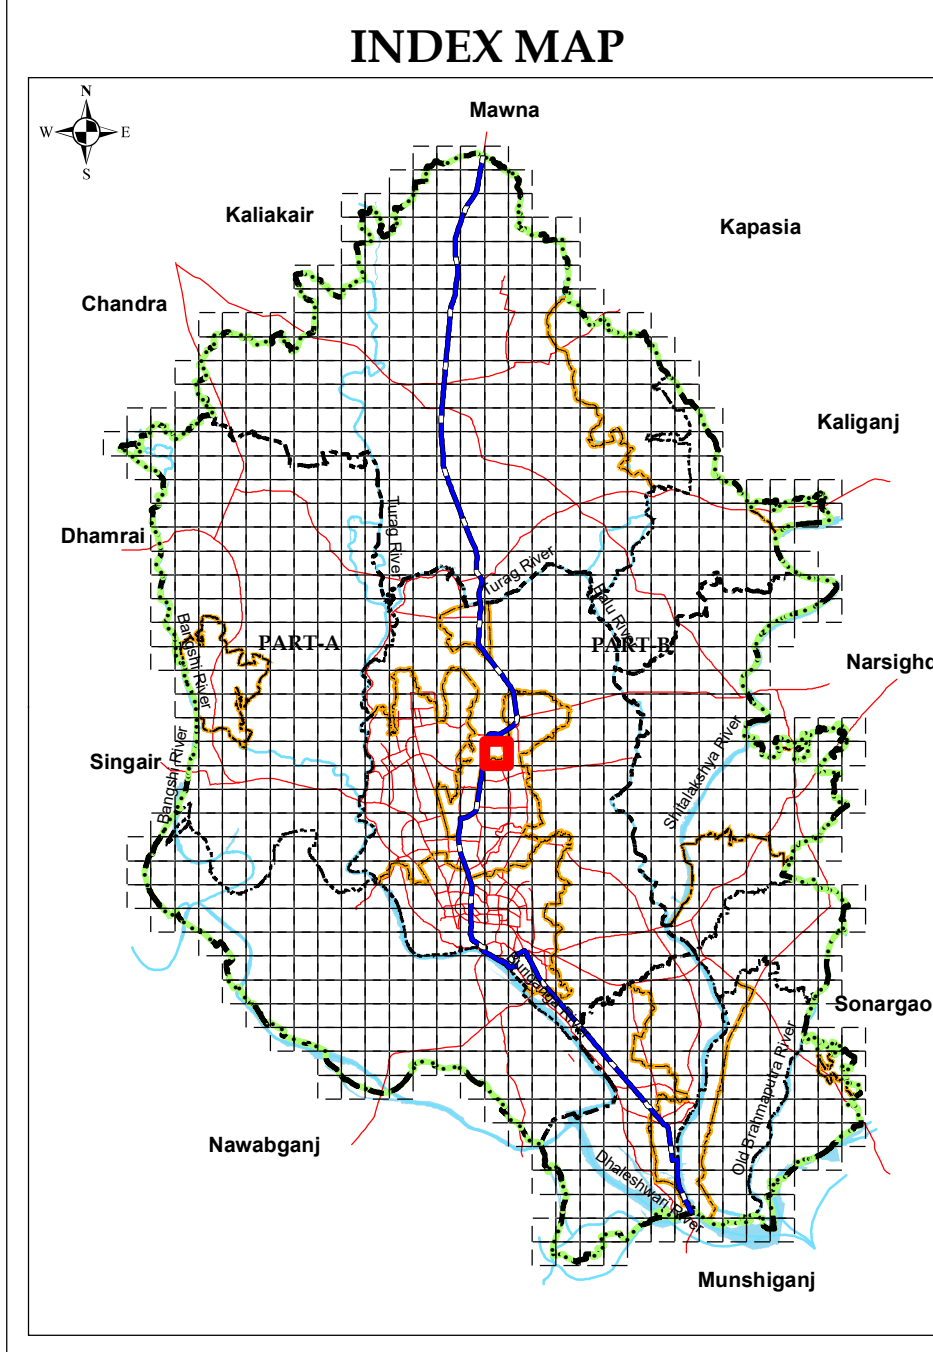 INDEX MAP
N
W E
S
Mawna
Kaliakair
Kapasia
Chandra
Kaliganj
Dhamrai
Turag River
Turag River
Balu River
Bangshi River
PART-A
PART-B
Narsighd
Singair
Bangshi River
Shitalakshya River
Buriganga River
Sonargao
Old Brahmaputra River
Nawabganj
Dhaleshwari River
Munshiganj